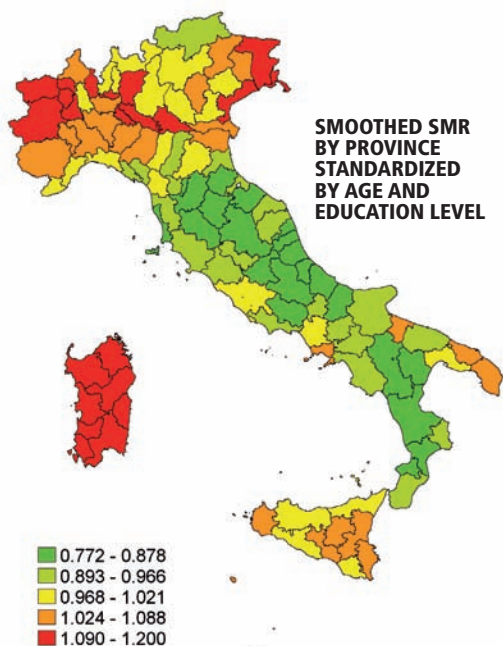 SMOOTHED SMR
BY PROVINCE
STANDARDIZED
BY AGE AND
EDUCATION LEVEL
0.772 - 0.878
0.893 - 0.966
0.968 - 1.021
1.024 - 1.088
1.090 - 1.200